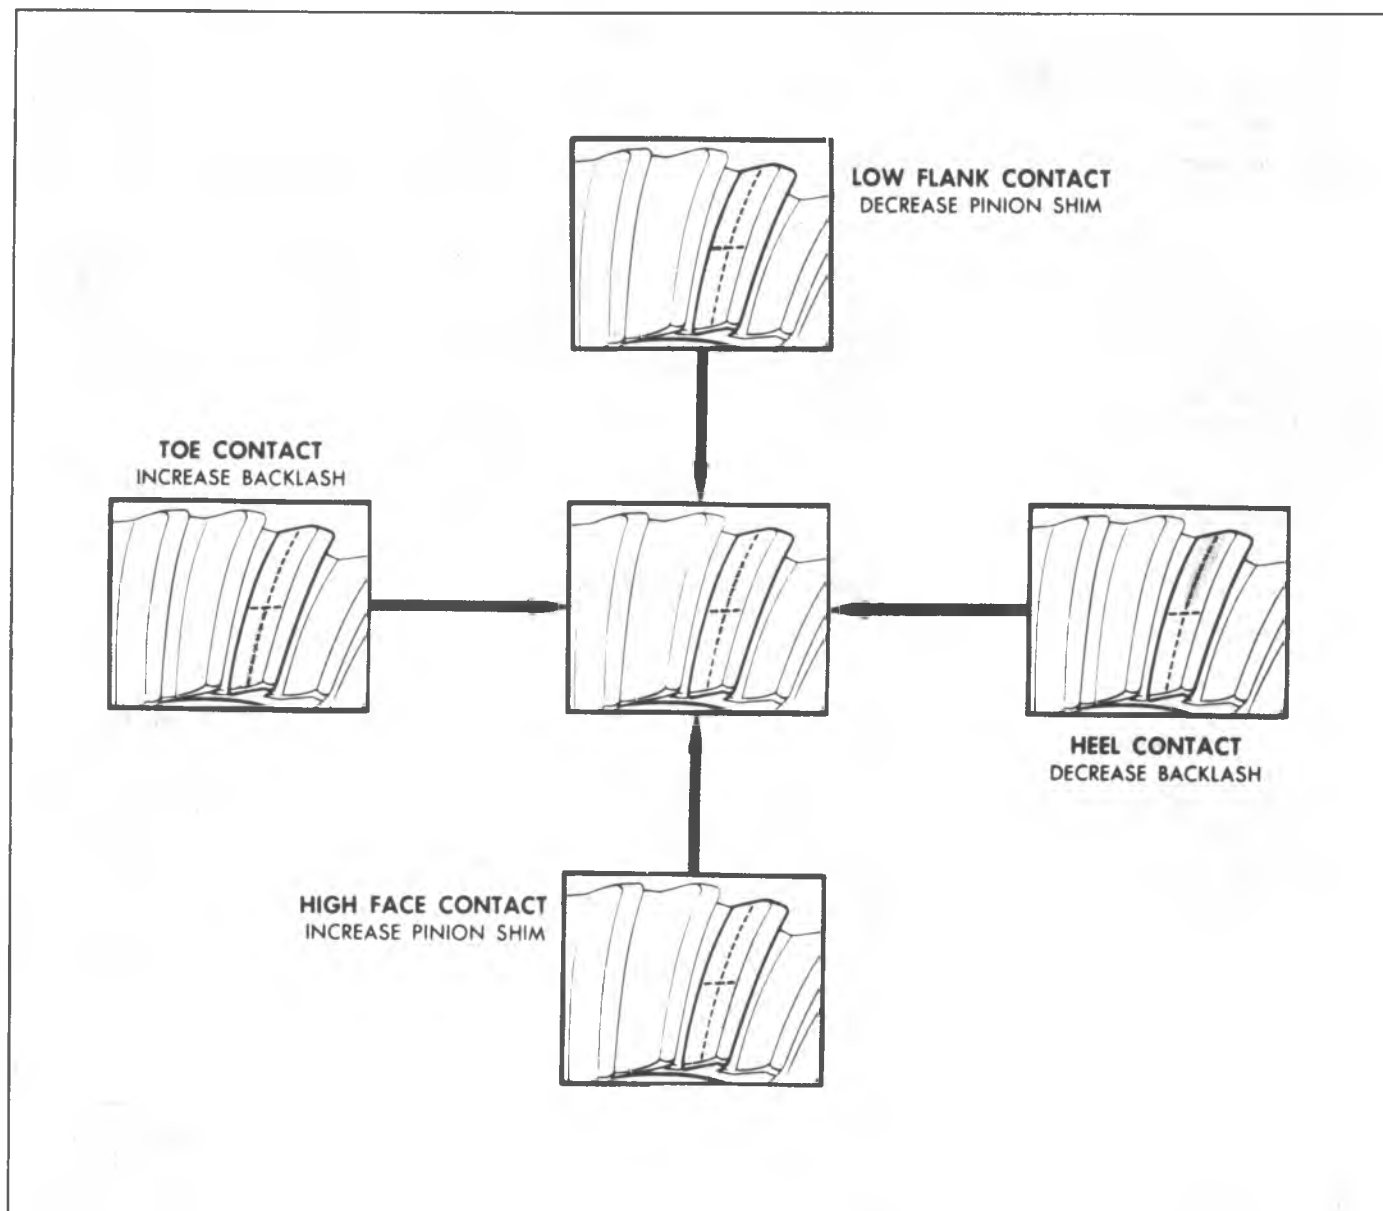 LOW FLANK CONTACT
DECREASE PINION SHIM
TOE CONTACT
INCREASE BACKLASH
HEEL CONTACT
DECREASE BACKLASH
HIGH FACE CONTACT
INCREASE PINION SHIM